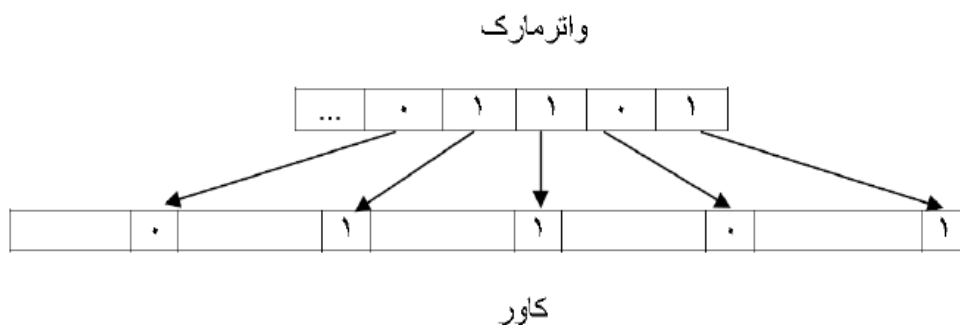 واترمارک
... ۰ ۱ ۱ ۰ ۱
۰ ۱ ۱ ۰ ۱
کاور